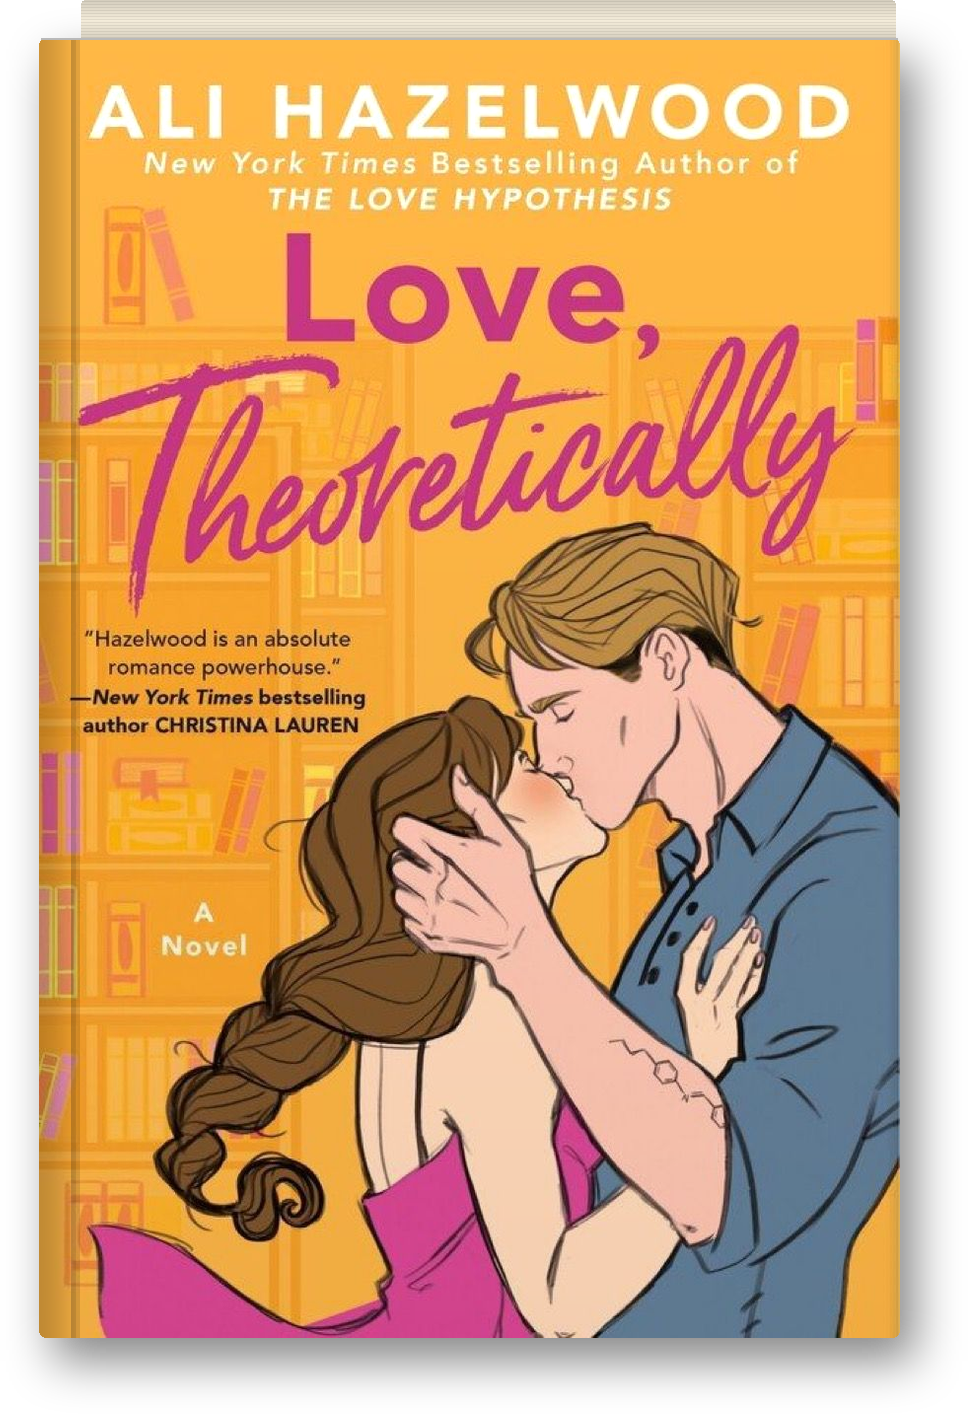 ALI HAZELWOOD
New York Times Bestselling Author of
THE LOVE HYPOTHESIS
Love,
Theoretically
“Hazelwood is an absolute
romance powerhouse.”
—New York Times bestselling
author CHRISTINA LAUREN
A
Novel